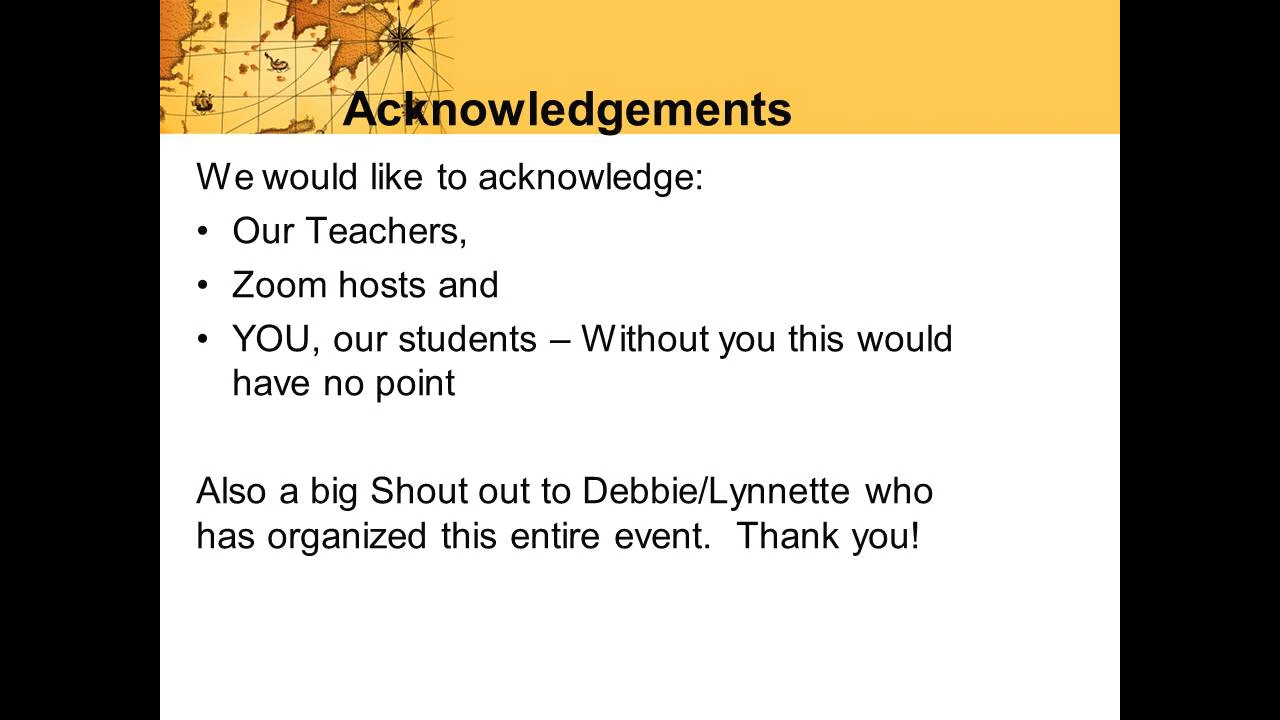 Acknowledgements
We would like to acknowledge:
• Our Teachers,
• Zoom hosts and
• YOU, our students – Without you this would
have no point
Also a big Shout out to Debbie/Lynnette who
has organized this entire event.  Thank you!